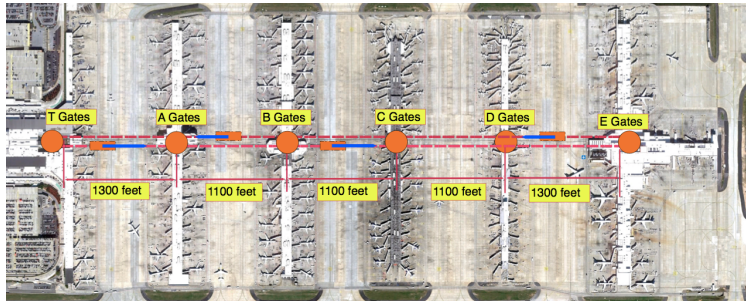 T Gates
A Gates
B Gates
C Gates
D Gates
E Gates
1300 feet
1100 feet
1100 feet
1100 feet
1300 feet